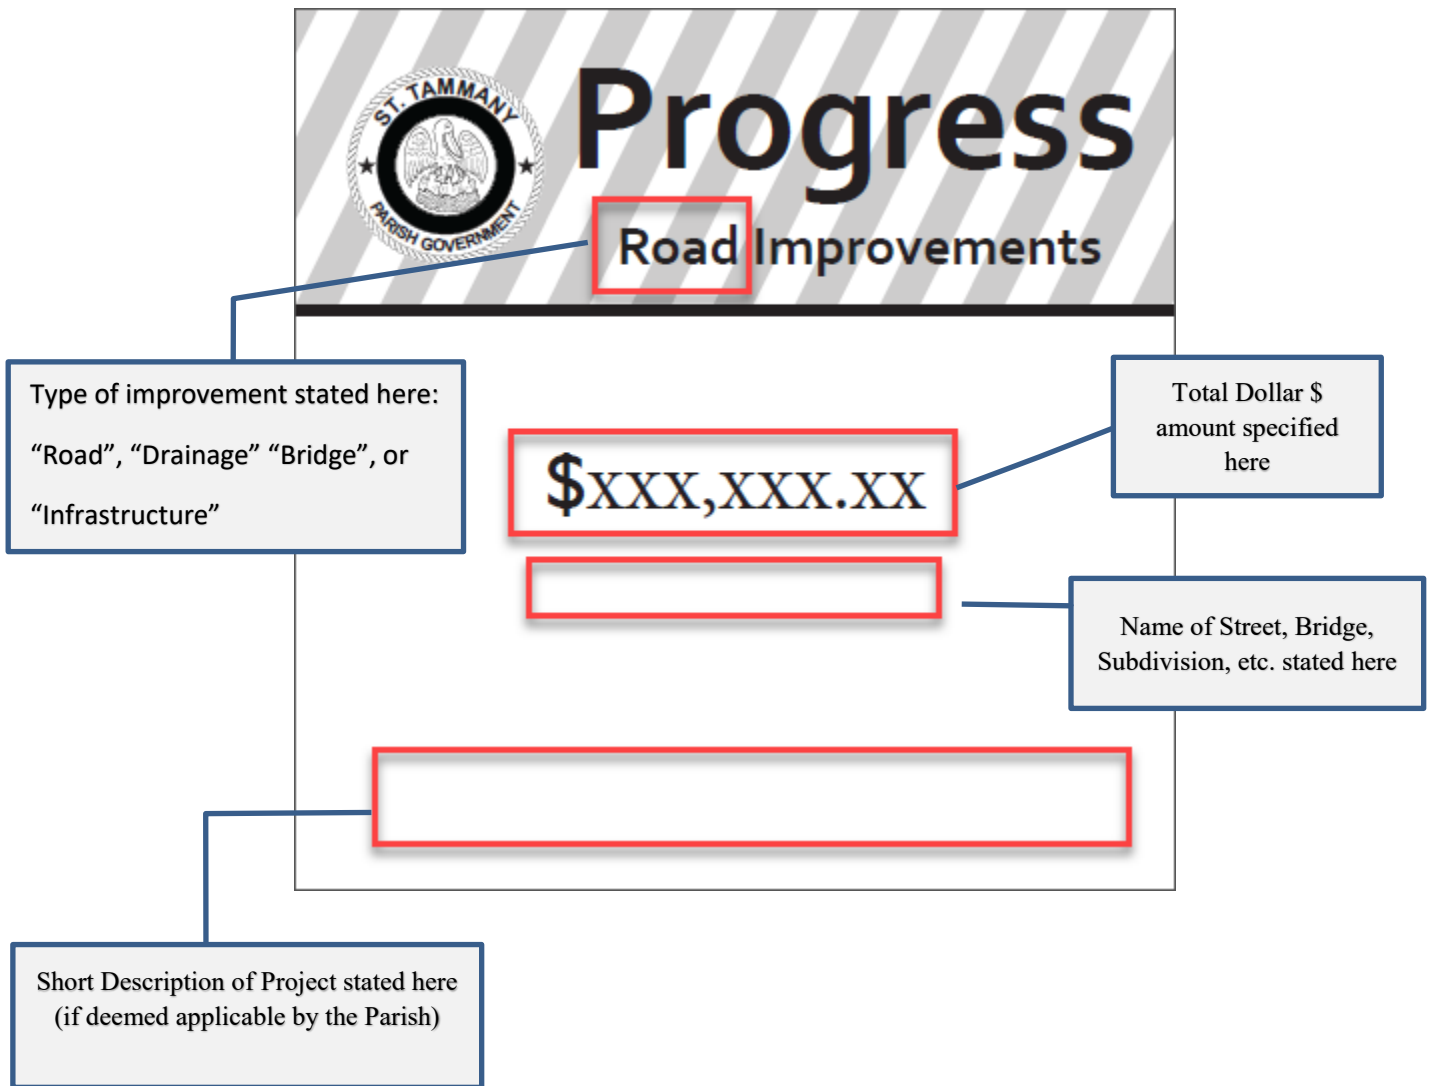 ST. TAMMANY
PARISH GOVERNMENT
Progress
Road Improvements
Type of improvement stated here:
“Road”, “Drainage” “Bridge”, or
“Infrastructure”
Total Dollar $
amount specified
here
$xxx,xxx.xx
Name of Street, Bridge,
Subdivision, etc. stated here
Short Description of Project stated here
(if deemed applicable by the Parish)